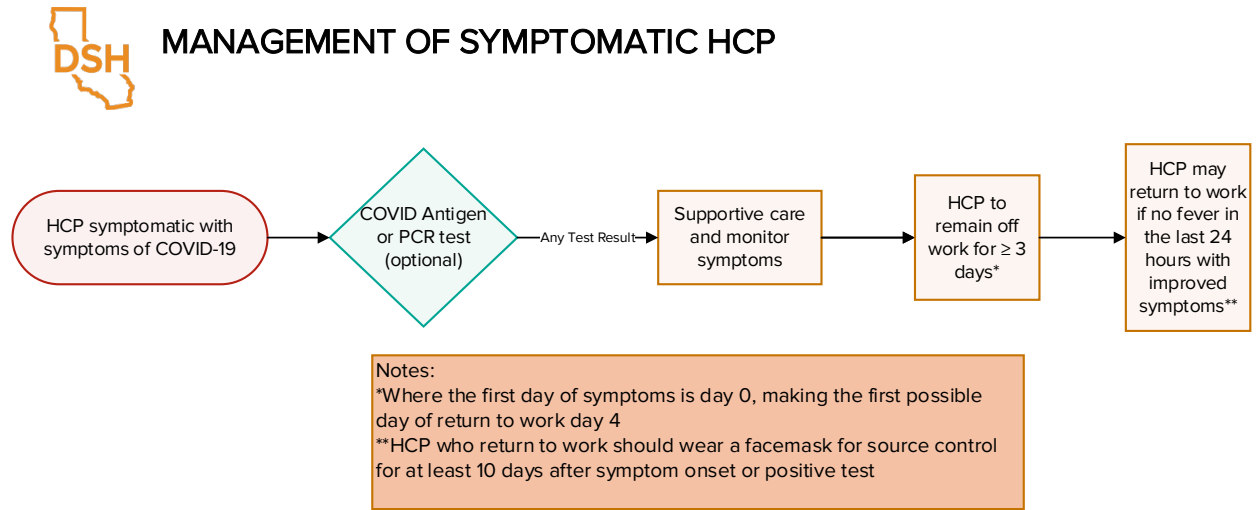 DSH
MANAGEMENT OF SYMPTOMATIC HCP
HCP symptomatic with
symptoms of COVID-19
COVID Antigen
or PCR test
(optional)
Any Test Result
Supportive care
and monitor
symptoms
HCP to
remain off
work for ≥ 3
days*
HCP may
return to work
if no fever in
the last 24
hours with
improved
symptoms**
Notes:
*Where the first day of symptoms is day 0, making the first possible
day of return to work day 4
**HCP who return to work should wear a facemask for source control
for at least 10 days after symptom onset or positive test